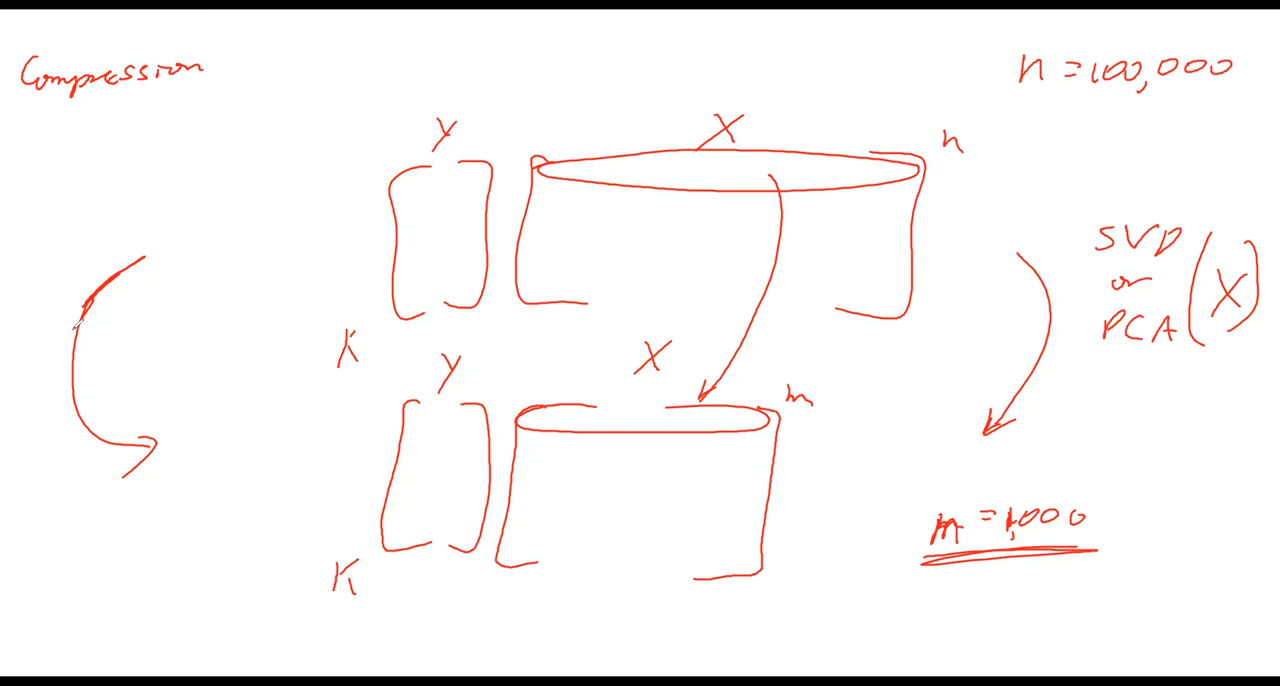 Compression
n = 100,000
y
X
n
SVD
or
PCA
(X)
K
y
X
m
m = 1,000
K